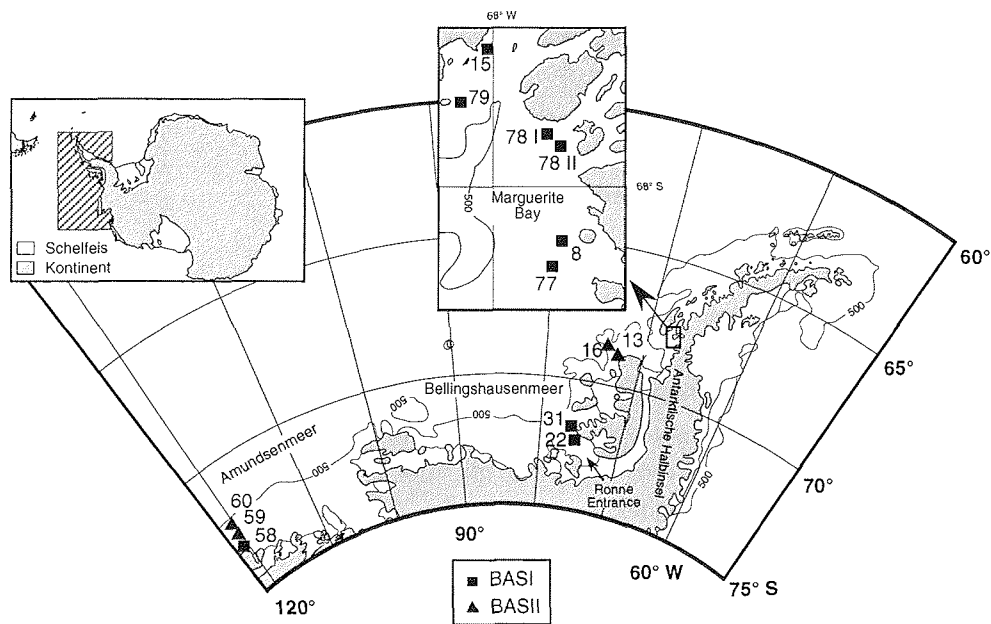 68° W
15
79
78 I
78 II
68° S
500
Marguerite
Bay
8
77
Schelfeis
Kontinent
60°
500
65°
16
13
Antarktische Halbinsel
Bellingshausenmeer
500
500
31
22
Amundsenmeer
500
500
Ronne
Entrance
70°
60
59
58
90°
60° W
75° S
120°
BASI
BASII